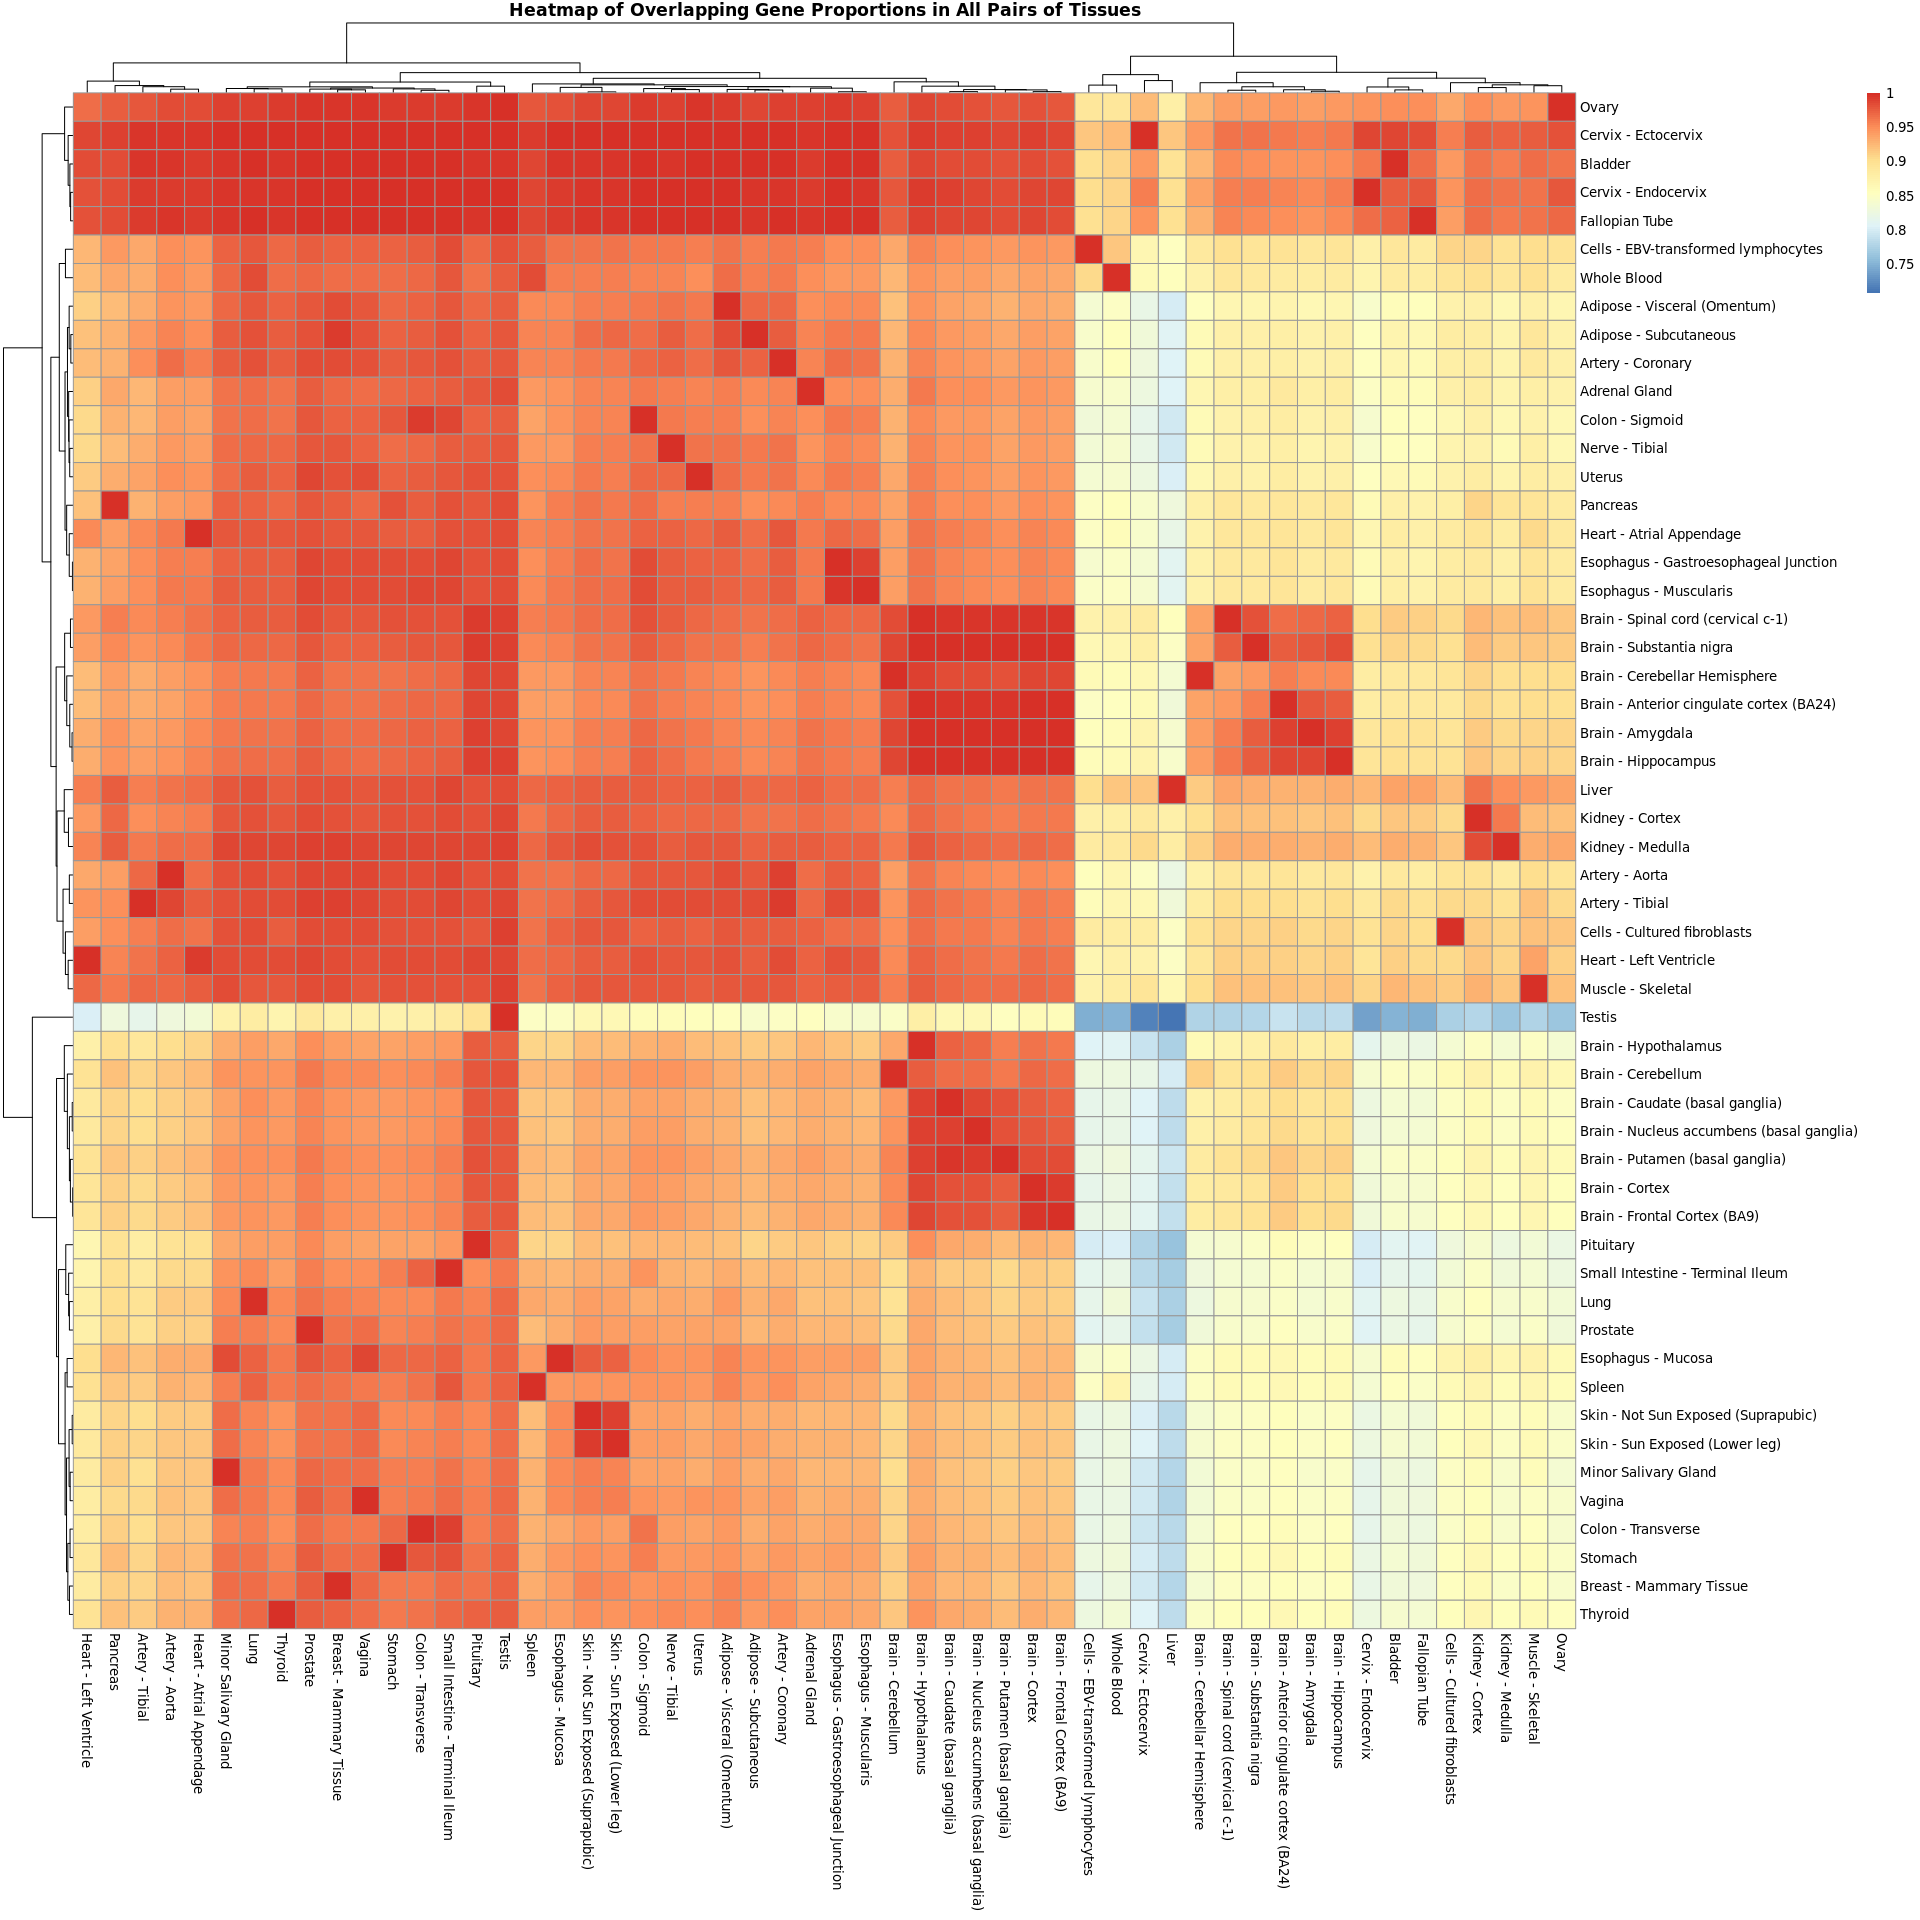 Heatmap of Overlapping Gene Proportions in All Pairs of Tissues
1
0.95
0.9
0.85
0.8
0.75
Ovary
Cervix - Ectocervix
Bladder
Cervix - Endocervix
Fallopian Tube
Cells - EBV-transformed lymphocytes
Whole Blood
Adipose - Visceral (Omentum)
Adipose - Subcutaneous
Artery - Coronary
Adrenal Gland
Colon - Sigmoid
Nerve - Tibial
Uterus
Pancreas
Heart - Atrial Appendage
Esophagus - Gastroesophageal Junction
Esophagus - Muscularis
Brain - Spinal cord (cervical c-1)
Brain - Substantia nigra
Brain - Cerebellar Hemisphere
Brain - Anterior cingulate cortex (BA24)
Brain - Amygdala
Brain - Hippocampus
Liver
Kidney - Cortex
Kidney - Medulla
Artery - Aorta
Artery - Tibial
Cells - Cultured fibroblasts
Heart - Left Ventricle
Muscle - Skeletal
Testis
Brain - Hypothalamus
Brain - Cerebellum
Brain - Caudate (basal ganglia)
Brain - Nucleus accumbens (basal ganglia)
Brain - Putamen (basal ganglia)
Brain - Cortex
Brain - Frontal Cortex (BA9)
Pituitary
Small Intestine - Terminal Ileum
Lung
Prostate
Esophagus - Mucosa
Spleen
Skin - Not Sun Exposed (Suprapubic)
Skin - Sun Exposed (Lower leg)
Minor Salivary Gland
Vagina
Colon - Transverse
Stomach
Breast - Mammary Tissue
Thyroid
Heart - Left Ventricle
Pancreas
Artery - Tibial
Artery - Aorta
Heart - Atrial Appendage
Minor Salivary Gland
Lung
Thyroid
Prostate
Breast - Mammary Tissue
Vagina
Stomach
Colon - Transverse
Small Intestine - Terminal Ileum
Pituitary
Testis
Spleen
Esophagus - Mucosa
Skin - Not Sun Exposed (Suprapubic)
Skin - Sun Exposed (Lower leg)
Colon - Sigmoid
Nerve - Tibial
Uterus
Adipose - Visceral (Omentum)
Adipose - Subcutaneous
Artery - Coronary
Adrenal Gland
Esophagus - Gastroesophageal Junction
Esophagus - Muscularis
Brain - Cerebellum
Brain - Hypothalamus
Brain - Caudate (basal ganglia)
Brain - Nucleus accumbens (basal ganglia)
Brain - Putamen (basal ganglia)
Brain - Cortex
Brain - Frontal Cortex (BA9)
Cells - EBV-transformed lymphocytes
Whole Blood
Cervix - Ectocervix
Liver
Brain - Cerebellar Hemisphere
Brain - Spinal cord (cervical c-1)
Brain - Substantia nigra
Brain - Anterior cingulate cortex (BA24)
Brain - Amygdala
Brain - Hippocampus
Cervix - Endocervix
Bladder
Fallopian Tube
Cells - Cultured fibroblasts
Kidney - Cortex
Kidney - Medulla
Muscle - Skeletal
Ovary